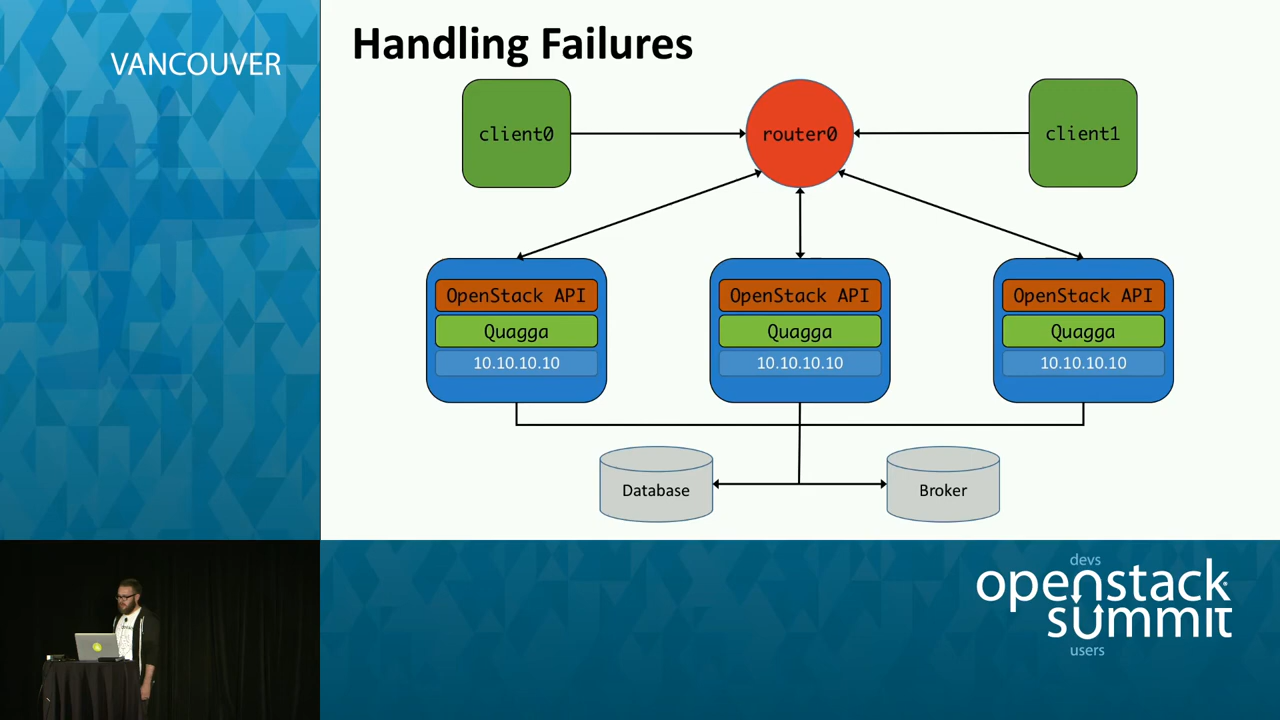 VANCOUVER
Handling Failures
client0
router0
client1
OpenStack API
OpenStack API
OpenStack API
Quagga
Quagga
Quagga
10.10.10.10
10.10.10.10
10.10.10.10
Database
Broker
devs
openstack
summit
users